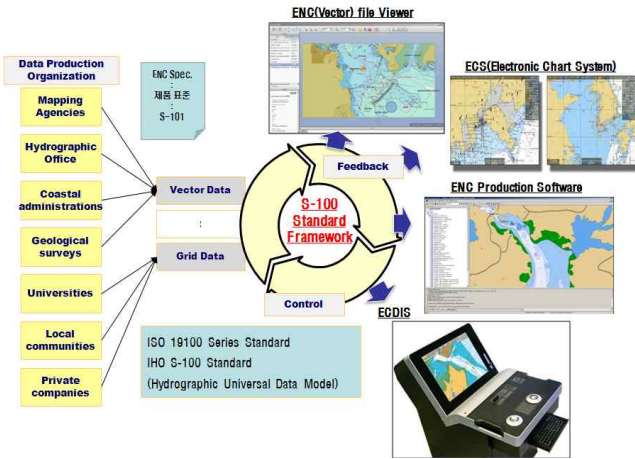 ENC(Vector) file Viewer
Data Production
Organization
ENC Spec.
:
제품 표준
:
S-101
ECS(Electronic Chart System)
Mapping
Agencies
Hydrographic
Office
Coastal
administrations
Geological
surveys
Universities
Local
communities
Private
companies
Vector Data
:
Grid Data
Feedback
S-100
Standard
Framework
Control
ENC Production Software
ECDIS
ISO 19100 Series Standard
IHO S-100 Standard
(Hydrographic Universal Data Model)